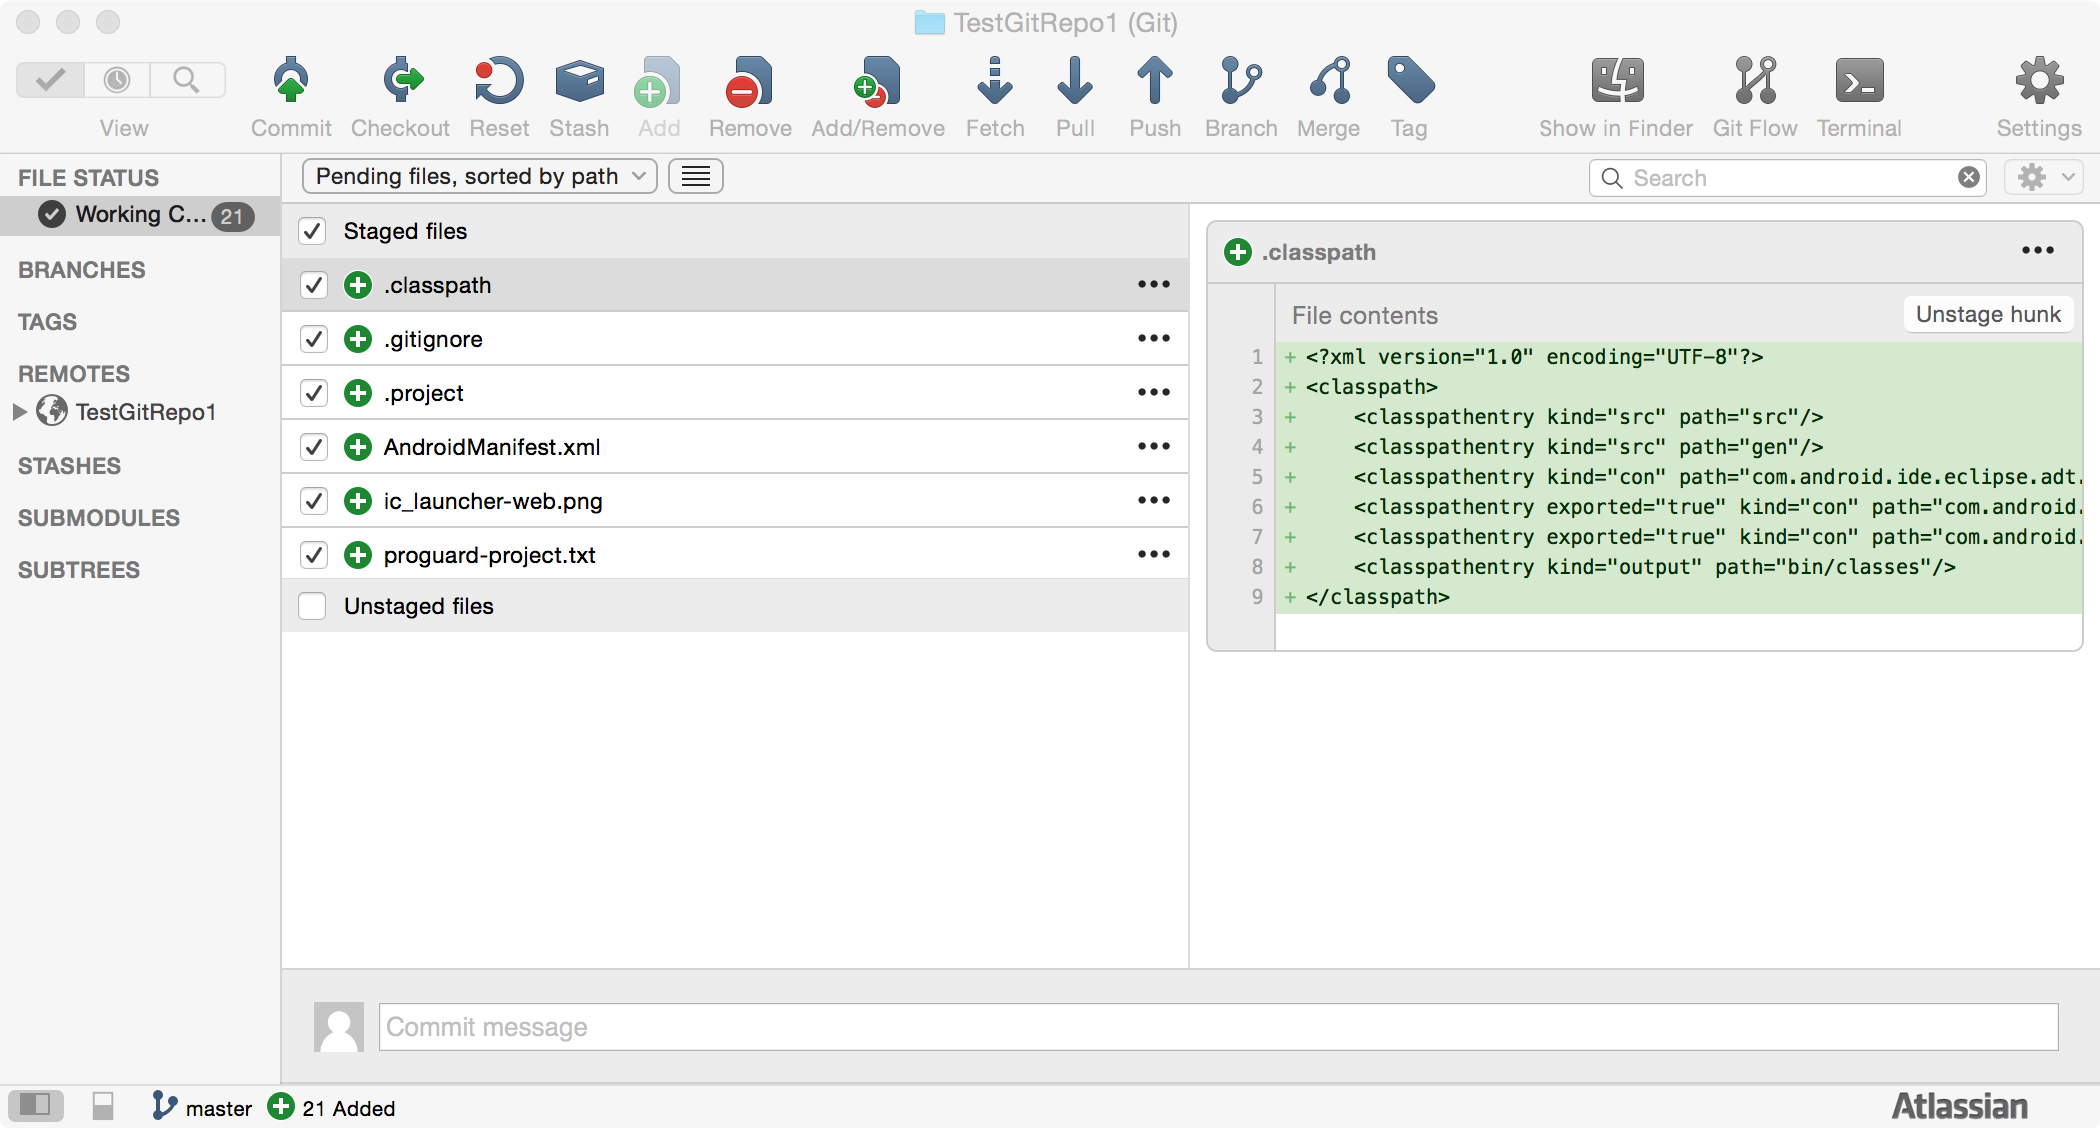 TestGitRepo1 (Git)
View Commit Checkout Reset Stash Add Remove Add/Remove Fetch Pull Push Branch Merge Tag Show in Finder Git Flow Terminal Settings
FILE STATUS
Working C... 21
BRANCHES
TAGS
REMOTES
TestGitRepo1
STASHES
SUBMODULES
SUBTREES
Pending files, sorted by path
Search
Staged files
.classpath
.gitignore
.project
AndroidManifest.xml
ic_launcher-web.png
proguard-project.txt
Unstaged files
.classpath
File contents Unstage hunk
1 + <?xml version="1.0" encoding="UTF-8"?>
2 + <classpath>
3 + <classpathentry kind="src" path="src"/>
4 + <classpathentry kind="src" path="gen"/>
5 + <classpathentry kind="con" path="com.android.ide.eclipse.adt.
6 + <classpathentry exported="true" kind="con" path="com.android.
7 + <classpathentry exported="true" kind="con" path="com.android.
8 + <classpathentry kind="output" path="bin/classes"/>
9 + </classpath>
Commit message
master 21 Added
Atlassian